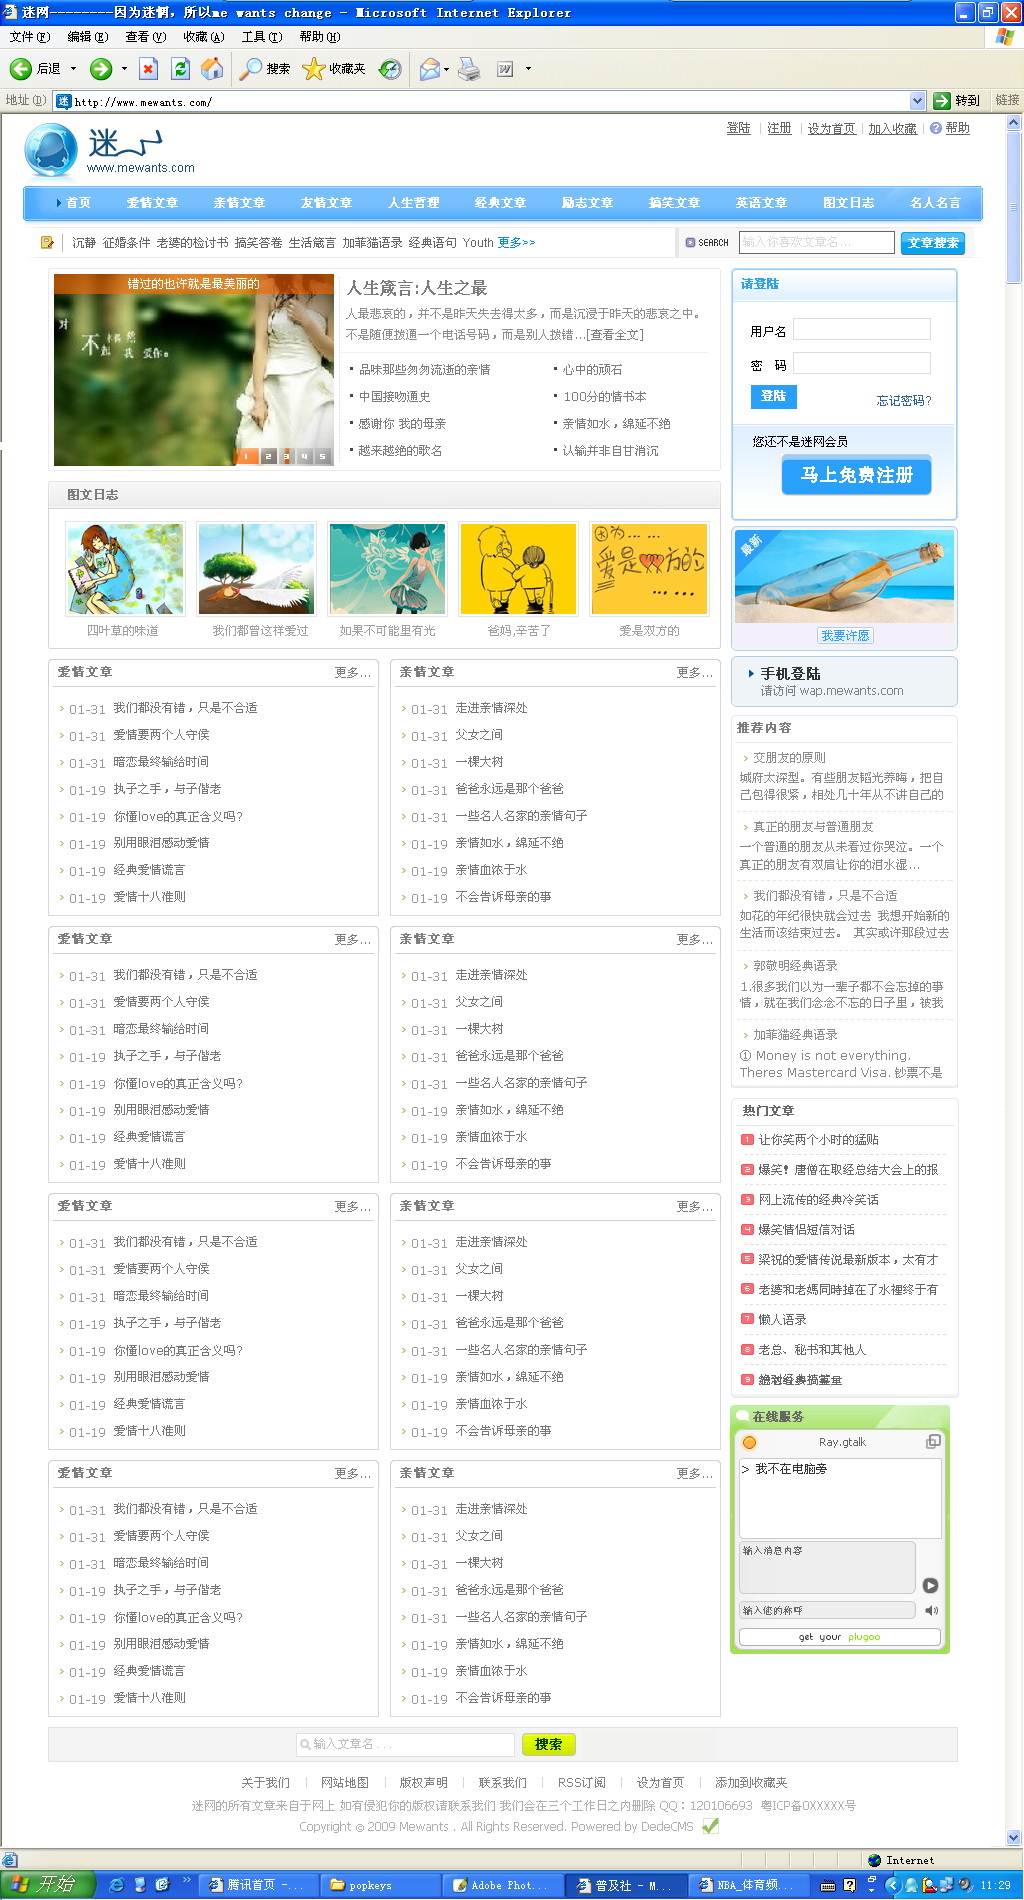 迷网--------因为迷惘，所以me wants change - Microsoft Internet Explorer
文件(F) 编辑(E) 查看(V) 收藏(A) 工具(T) 帮助(H)
后退 搜索 收藏夹
地址(D) http://www.mewants.com/ 转到 链接
迷
www.mewants.com
登陆 | 注册 | 设为首页 | 加入收藏 | 帮助
首页 爱情文章 亲情文章 友情文章 人生哲理 经典文章 励志文章 搞笑文章 英语文章 图文日志 名人名言
沉静 征婚条件 老婆的检讨书 搞笑答卷 生活箴言 加菲猫语录 经典语句 Youth 更多>>
SEARCH 输入你喜欢文章名... 文章搜索
错过的也许就是最美丽的
对不起 我爱你。
1 2 3 4 5
人生箴言:人生之最
人最悲哀的，并不是昨天失去得太多，而是沉浸于昨天的悲哀之中。
不是随便拨通一个电话号码，而是别人拨错...[查看全文]
品味那些匆匆流逝的亲情 心中的顽石
中国接吻通史 100分的情书本
感谢你 我的母亲 亲情如水，绵延不绝
越来越绝的歌名 认输并非自甘消沉
请登陆
用户名
密 码
登陆 忘记密码?
您还不是迷网会员
马上免费注册
图文日志
因为... ...
爱是双方的
... ...
四叶草的味道 我们都曾这样爱过 如果不可能里有光 爸妈,辛苦了 爱是双方的
最新
我要许愿
手机登陆
请访问 wap.mewants.com
爱情文章 更多...
01-31 我们都没有错，只是不合适
01-31 爱情要两个人守侯
01-31 暗恋最终输给时间
01-19 执子之手，与子偕老
01-19 你懂love的真正含义吗?
01-19 别用眼泪感动爱情
01-19 经典爱情谎言
01-19 爱情十八准则
亲情文章 更多...
01-31 走进亲情深处
01-31 父女之间
01-31 一棵大树
01-31 爸爸永远是那个爸爸
01-31 一些名人名家的亲情句子
01-19 亲情如水，绵延不绝
01-19 亲情血浓于水
01-19 不会告诉母亲的事
爱情文章 更多...
01-31 我们都没有错，只是不合适
01-31 爱情要两个人守侯
01-31 暗恋最终输给时间
01-19 执子之手，与子偕老
01-19 你懂love的真正含义吗?
01-19 别用眼泪感动爱情
01-19 经典爱情谎言
01-19 爱情十八准则
亲情文章 更多...
01-31 走进亲情深处
01-31 父女之间
01-31 一棵大树
01-31 爸爸永远是那个爸爸
01-31 一些名人名家的亲情句子
01-19 亲情如水，绵延不绝
01-19 亲情血浓于水
01-19 不会告诉母亲的事
爱情文章 更多...
01-31 我们都没有错，只是不合适
01-31 爱情要两个人守侯
01-31 暗恋最终输给时间
01-19 执子之手，与子偕老
01-19 你懂love的真正含义吗?
01-19 别用眼泪感动爱情
01-19 经典爱情谎言
01-19 爱情十八准则
亲情文章 更多...
01-31 走进亲情深处
01-31 父女之间
01-31 一棵大树
01-31 爸爸永远是那个爸爸
01-31 一些名人名家的亲情句子
01-19 亲情如水，绵延不绝
01-19 亲情血浓于水
01-19 不会告诉母亲的事
爱情文章 更多...
01-31 我们都没有错，只是不合适
01-31 爱情要两个人守侯
01-31 暗恋最终输给时间
01-19 执子之手，与子偕老
01-19 你懂love的真正含义吗?
01-19 别用眼泪感动爱情
01-19 经典爱情谎言
01-19 爱情十八准则
亲情文章 更多...
01-31 走进亲情深处
01-31 父女之间
01-31 一棵大树
01-31 爸爸永远是那个爸爸
01-31 一些名人名家的亲情句子
01-19 亲情如水，绵延不绝
01-19 亲情血浓于水
01-19 不会告诉母亲的事
推荐内容
交朋友的原则
城府太深型。有些朋友韬光养晦，把自
己包得很紧，相处几十年从不讲自己的
真正的朋友与普通朋友
一个普通的朋友从未看过你哭泣。一个
真正的朋友有双肩让你的泪水湿...
我们都没有错，只是不合适
如花的年纪很快就会过去 我想开始新的
生活而该结束过去。 其实或许那段过去
郭敬明经典语录
1.很多我们以为一辈子都不会忘掉的事
情，就在我们念念不忘的日子里，被我
加菲猫经典语录
① Money is not everything.
Theres Mastercard Visa. 钞票不是
热门文章
1 让你笑两个小时的猛贴
2 爆笑! 唐僧在取经总结大会上的报
3 网上流传的经典冷笑话
4 爆笑情侣短信对话
5 梁祝的爱情传说最新版本，太有才
6 老婆和老媽同時掉在了水裡终于有
7 懒人语录
8 老总、秘书和其他人
9
在线服务
Ray.gtalk
> 我不在电脑旁
输入消息内容
输入您的称呼
get your plugoo
输入文章名... 搜索
关于我们 | 网站地图 | 版权声明 | 联系我们 | RSS订阅 | 设为首页 | 添加到收藏夹
迷网的所有文章来自于网上 如有侵犯你的版权请联系我们 我们会在三个工作日之内删除 QQ：120106693 粤ICP备0XXXXX号
Copyright © 2009 Mewants . All Rights Reserved. Powered by DedeCMS
Internet
开始 腾讯首页 -... popkeys Adobe Phot... 普及社 - M... NBA_体育频... 11:29